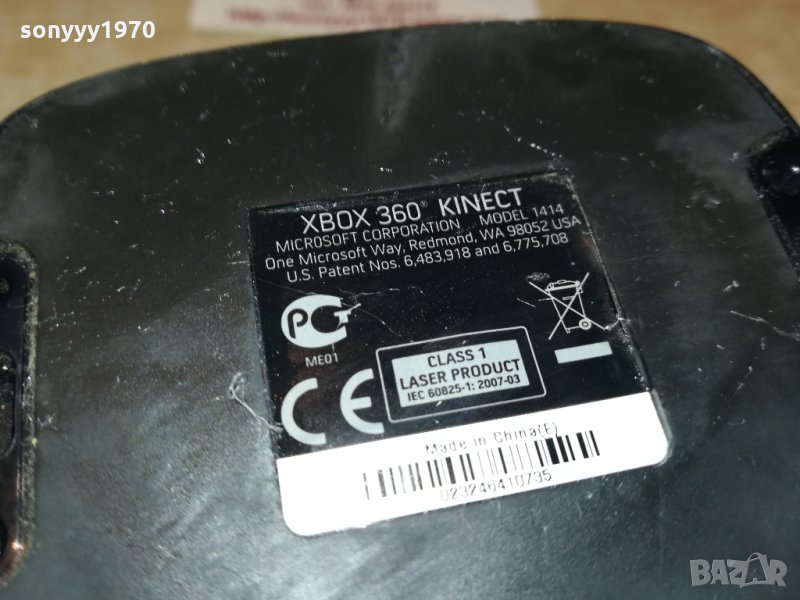 sonyyy1970
XBOX 360® KINECT
MICROSOFT CORPORATION MODEL 1414
One Microsoft Way, Redmond, WA 98052 USA
U.S. Patent Nos. 6,483,918 and 6,775,708
ME01
CLASS 1
LASER PRODUCT
IEC 60825-1: 2007-03
CE
Made in China(E)
023246410735
BAZAR